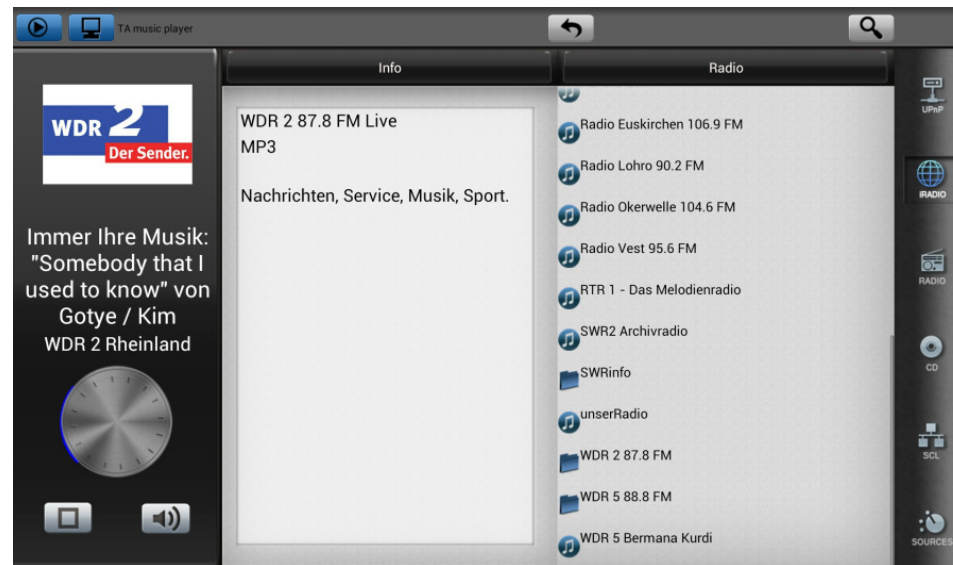 TA music player
Info
Radio
WDR 2
Der Sender.
Immer Ihre Musik:
"Somebody that I
used to know" von
Gotye / Kim
WDR 2 Rheinland
WDR 2 87.8 FM Live
MP3
Nachrichten, Service, Musik, Sport.
Radio Euskirchen 106.9 FM
Radio Lohro 90.2 FM
Radio Okerwelle 104.6 FM
Radio Vest 95.6 FM
RTR 1 - Das Melodienradio
SWR2 Archivradio
SWRinfo
unserRadio
WDR 2 87.8 FM
WDR 5 88.8 FM
WDR 5 Bermana Kurdi
UPnP
iRADIO
RADIO
CD
SCL
SOURCES